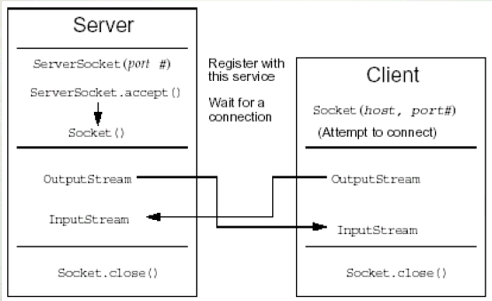 Server
ServerSocket(port #)
ServerSocket.accept()
Socket()
OutputStream
InputStream
Socket.close()
Register with
this service
Wait for a
connection
Client
Socket(host, port#)
(Attempt to connect)
OutputStream
InputStream
Socket.close()